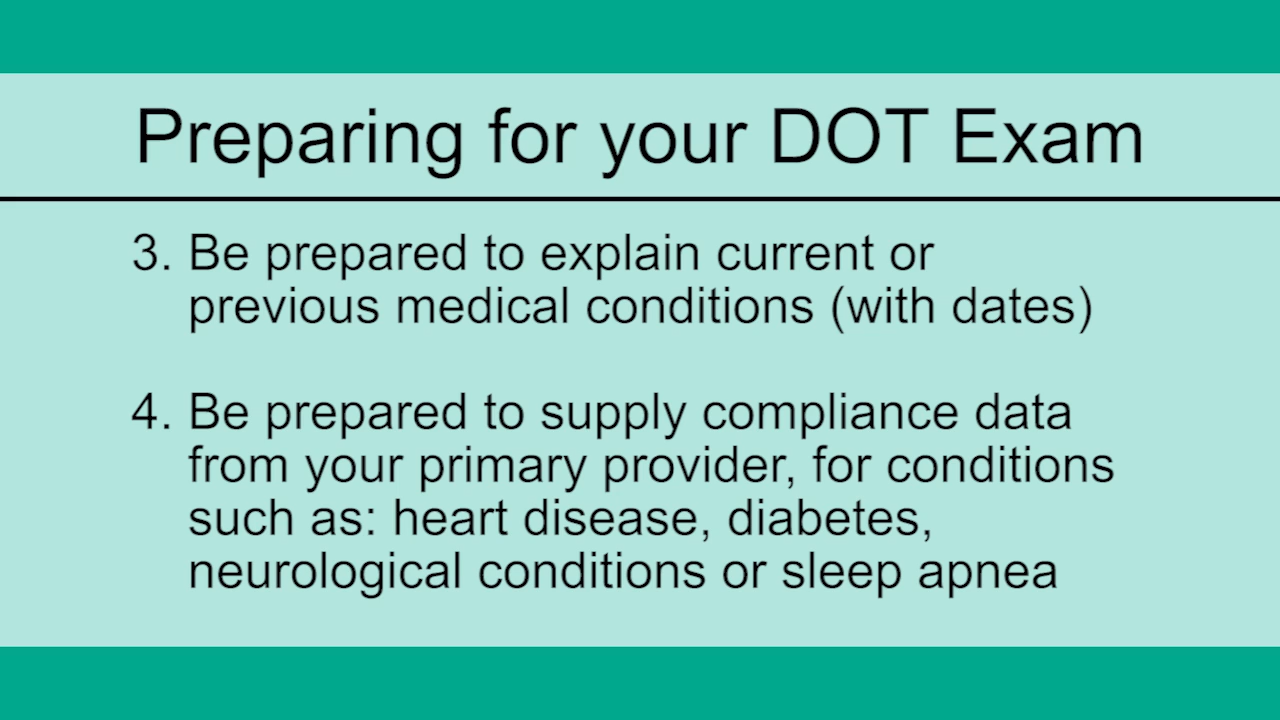 Preparing for your DOT Exam
3. Be prepared to explain current or
previous medical conditions (with dates)
4. Be prepared to supply compliance data
from your primary provider, for conditions
such as: heart disease, diabetes,
neurological conditions or sleep apnea